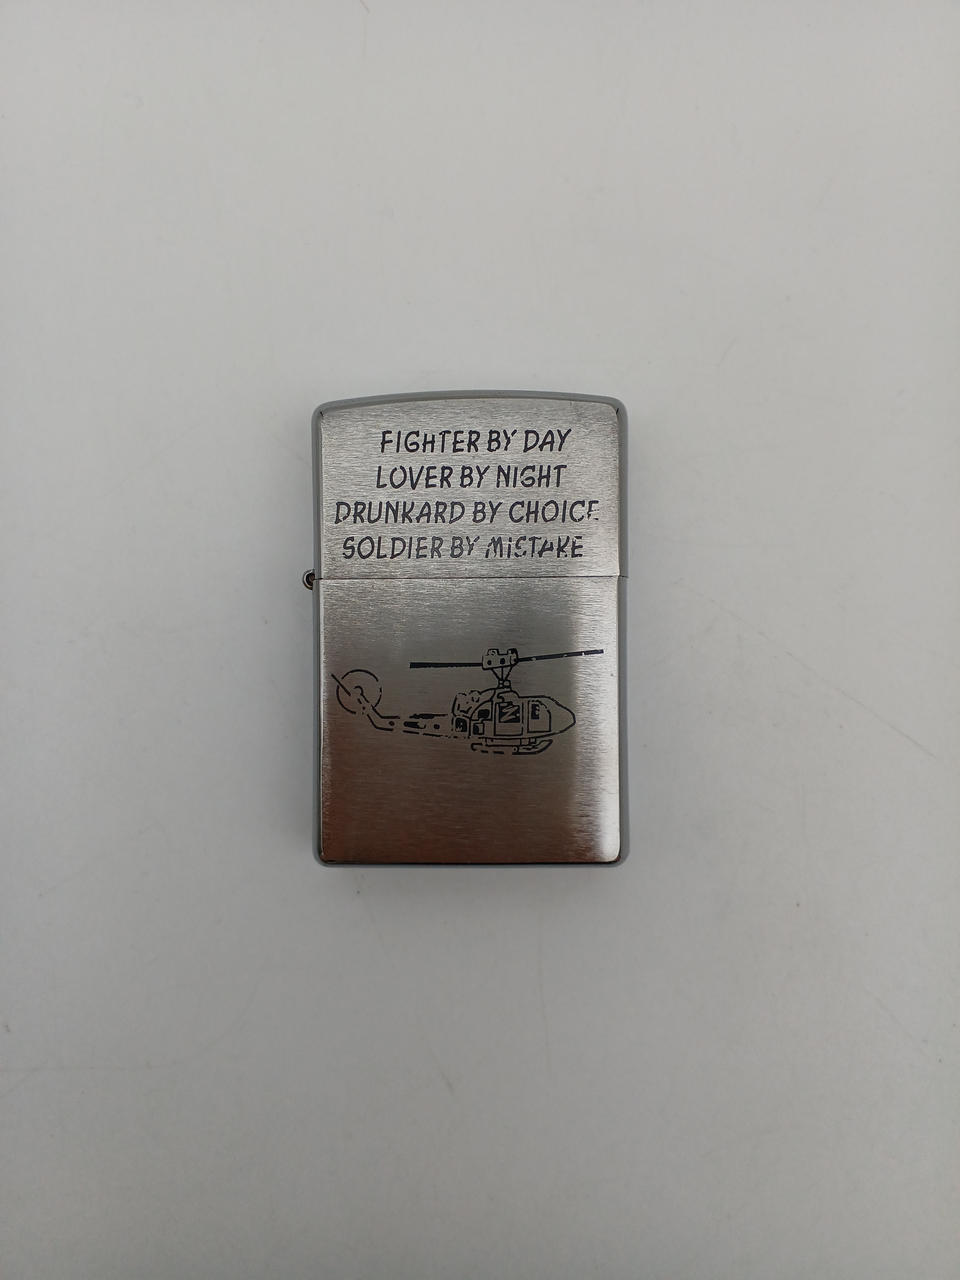 FIGHTER BY DAY
LOVER BY NIGHT
DRUNKARD BY CHOICE
SOLDIER BY MISTAKE